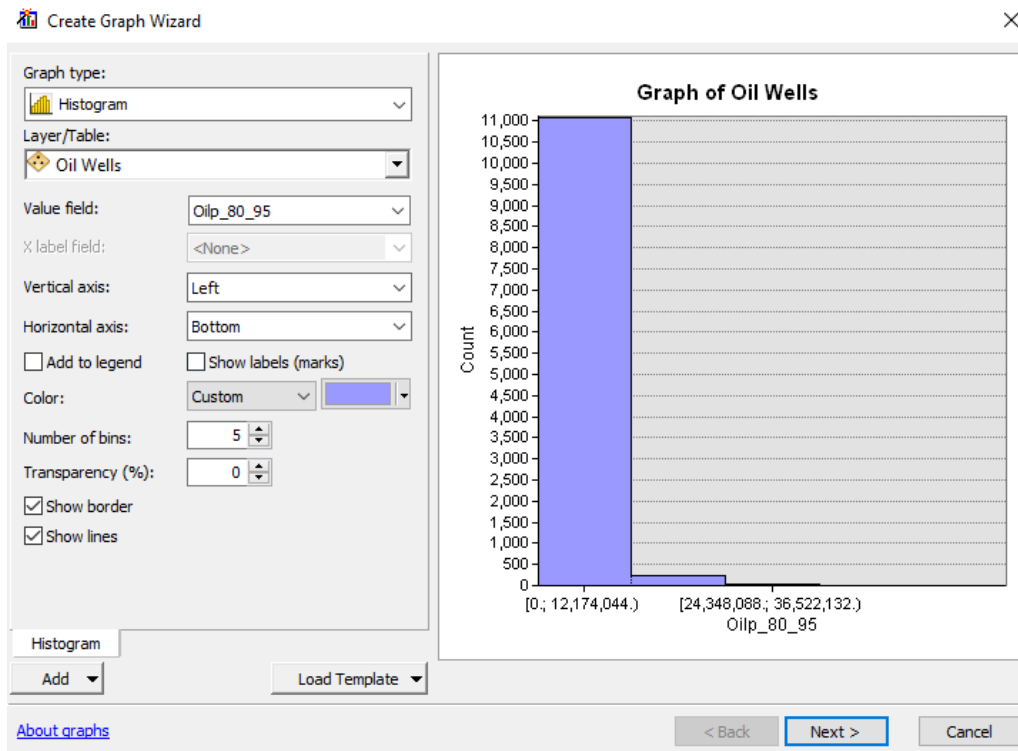 Create Graph Wizard
Graph type:
Histogram
Layer/Table:
Oil Wells
Value field:
Oilp_80_95
X label field:
<None>
Vertical axis:
Left
Horizontal axis:
Bottom
Add to legend
Show labels (marks)
Color:
Custom
Number of bins:
5
Transparency (%):
0
Show border
Show lines
Histogram
Add
Load Template
Graph of Oil Wells
11,000
10,500
10,000
9,500
9,000
8,500
8,000
7,500
7,000
6,500
6,000
5,500
5,000
4,500
4,000
3,500
3,000
2,500
2,000
1,500
1,000
500
0
Count
[0.; 12,174,044.)
[24,348,088.; 36,522,132.)
Oilp_80_95
About graphs
< Back
Next >
Cancel